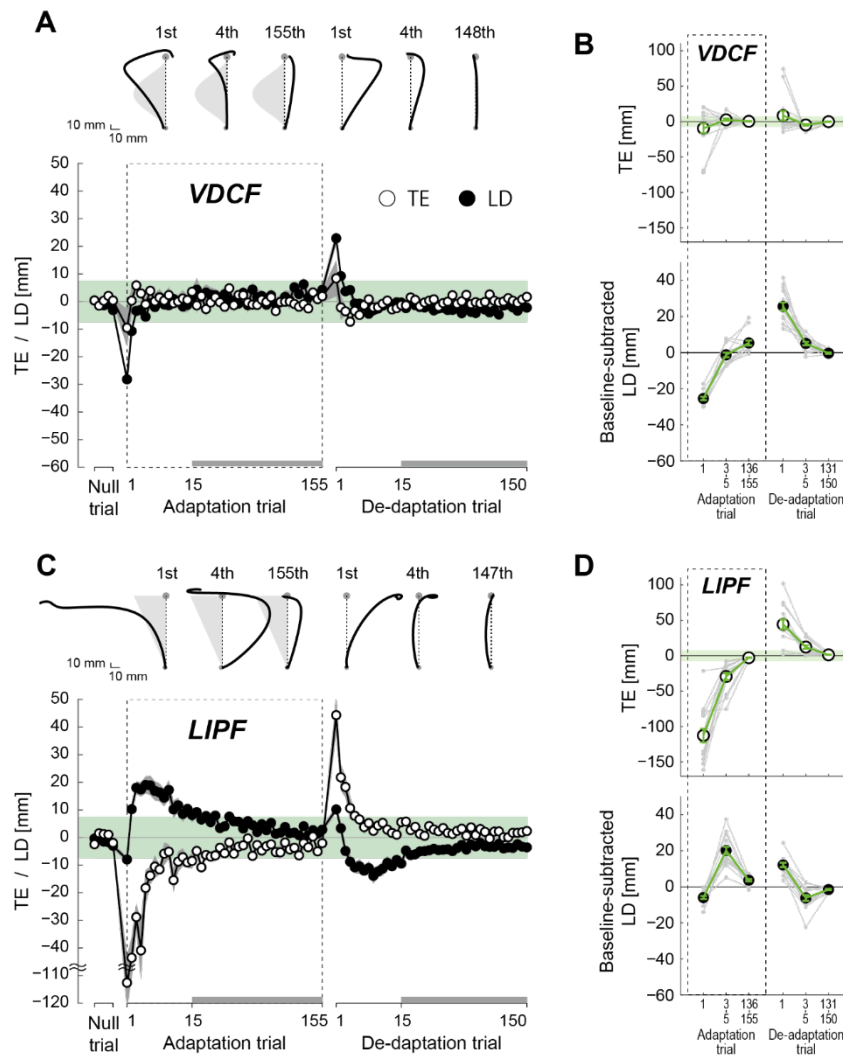 A
1st 4th 155th 1st 4th 148th
10 mm
10 mm
50
40
30
20
10
0
−10
−20
−30
−40
−50
−60
TE / LD [mm]
VDCF
TE LD
Null trial
1 15 155 1 15 150
Adaptation trial De-daptation trial
B
VDCF
100
50
0
−50
−100
−150
TE [mm]
40
20
0
−20
−40
−60
Baseline-subtracted
LD [mm]
1 3 5 136 155 1 3 5 131 150
Adaptation trial De-adaptation trial
C
1st 4th 155th 1st 4th 147th
10 mm
10 mm
50
40
30
20
10
0
−10
−20
−30
−40
−110
−120
TE / LD [mm]
LIPF
Null trial
1 15 155 1 15 150
Adaptation trial De-daptation trial
D
LIPF
100
50
0
−50
−100
−150
TE [mm]
40
20
0
−20
−40
−60
Baseline-subtracted
LD [mm]
1 3 5 136 155 1 3 5 131 150
Adaptation trial De-adaptation trial